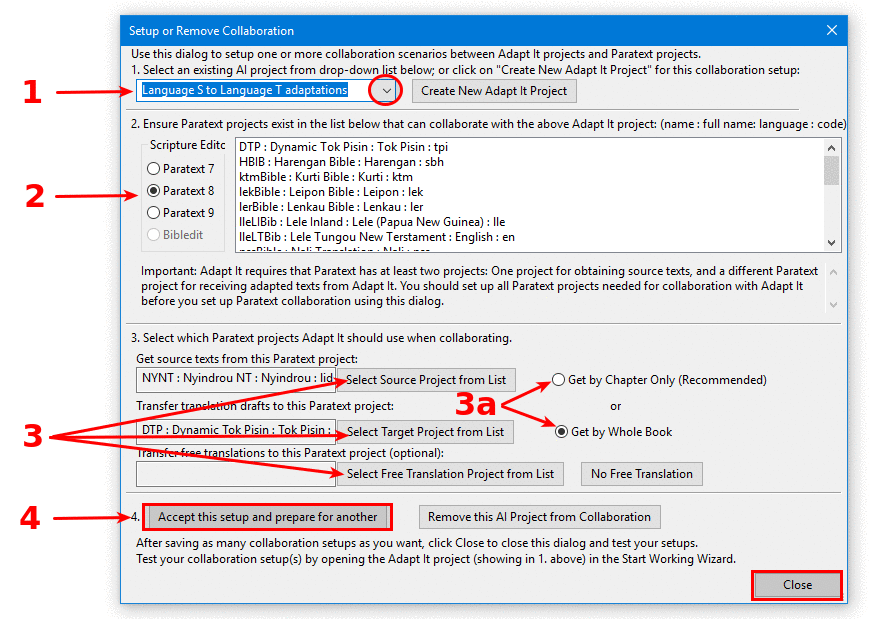 Setup or Remove Collaboration
Use this dialog to setup one or more collaboration scenarios between Adapt It projects and Paratext projects.
1. Select an existing AI project from drop-down list below; or click on "Create New Adapt It Project" for this collaboration setup:
1
Language S to Language T adaptations
Create New Adapt It Project
2. Ensure Paratext projects exist in the list below that can collaborate with the above Adapt It project: (name : full name: language : code)
Scripture Editc
Paratext 7
2
Paratext 8
Paratext 9
Bibledit
DTP : Dynamic Tok Pisin : Tok Pisin : tpi
HBIB : Harengan Bible : Harengan : sbh
ktmBible : Kurti Bible : Kurti : ktm
lekBible : Leipon Bible : Leipon : lek
lerBible : Lenkau Bible : Lenkau : ler
lleLIBib : Lele Inland : Lele (Papua New Guinea) : lle
lleLTBib : Lele Tungou New Terstament : English : en
Important: Adapt It requires that Paratext has at least two projects: One project for obtaining source texts, and a different Paratext
project for receiving adapted texts from Adapt It. You should set up all Paratext projects needed for collaboration with Adapt It
before you set up Paratext collaboration using this dialog.
3. Select which Paratext projects Adapt It should use when collaborating.
Get source texts from this Paratext project:
NYNT : Nyindrou NT : Nyindrou : lid
Select Source Project from List
Get by Chapter Only (Recommended)
Transfer translation drafts to this Paratext project:
3a
or
3
DTP : Dynamic Tok Pisin : Tok Pisin :
Select Target Project from List
Get by Whole Book
Transfer free translations to this Paratext project (optional):
Select Free Translation Project from List
No Free Translation
4
4.
Accept this setup and prepare for another
Remove this AI Project from Collaboration
After saving as many collaboration setups as you want, click Close to close this dialog and test your setups.
Test your collaboration setup(s) by opening the Adapt It project (showing in 1. above) in the Start Working Wizard.
Close